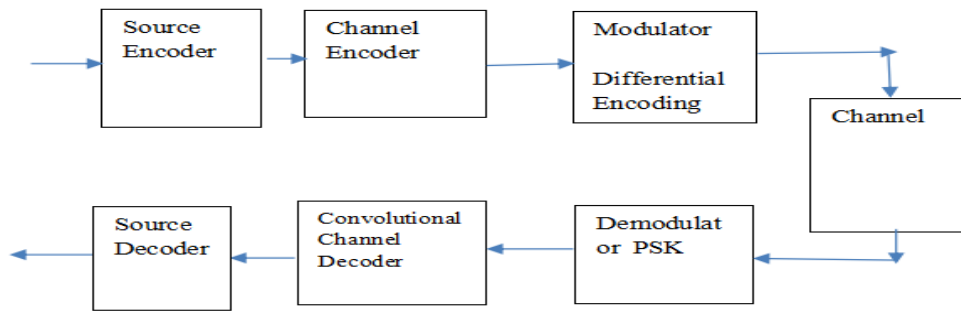 Source
Encoder
Channel
Encoder
Modulator
Differential
Encoding
Channel
Source
Decoder
Convolutional
Channel
Decoder
Demodulat
or PSK